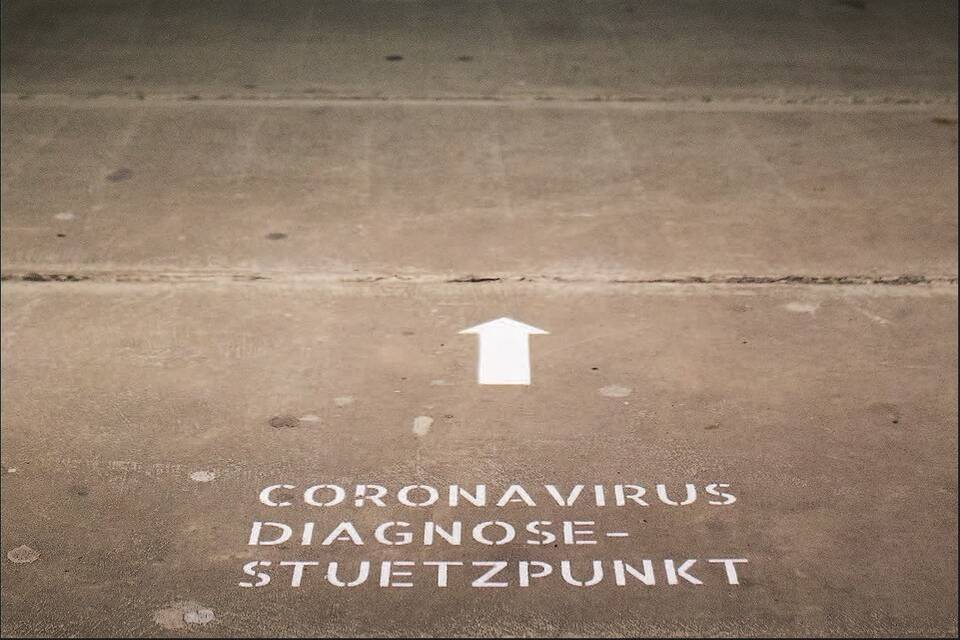 CORONAVIRUS
DIAGNOSE-
STUETZPUNKT